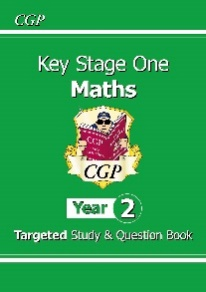 CGP
Key Stage One
Maths
CGP
Year 2
Targeted Study & Question Book